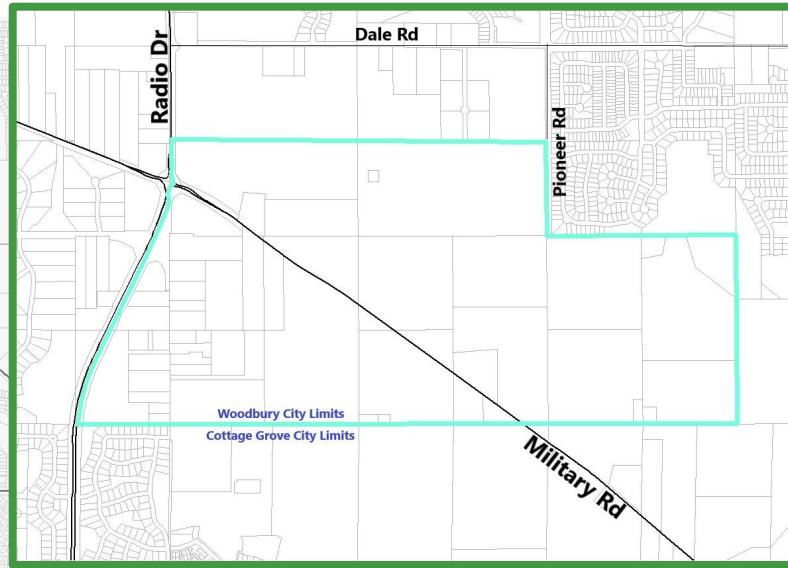 Dale Rd
Radio Dr
Pioneer Rd
Woodbury City Limits
Cottage Grove City Limits
Military Rd